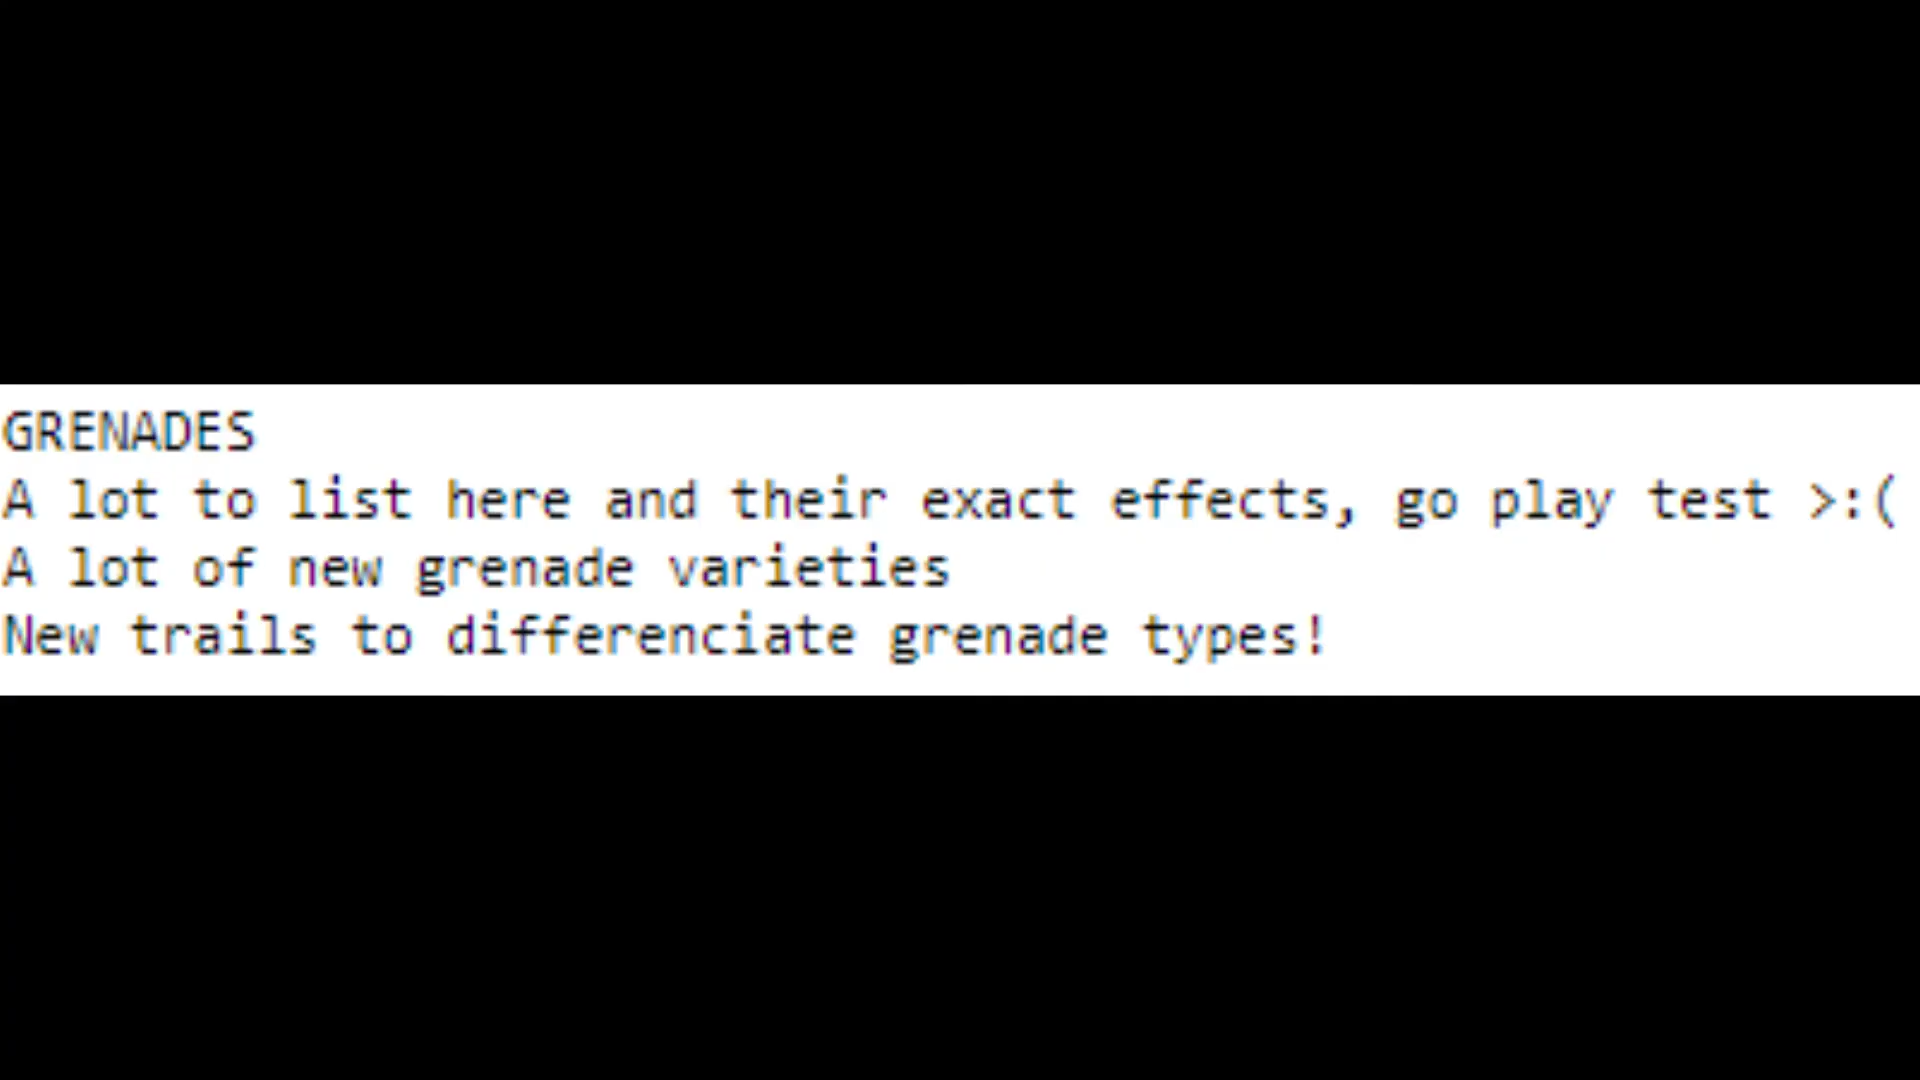 GRENADES
A lot to list here and their exact effects, go play test >:(
A lot of new grenade varieties
New trails to differenciate grenade types!